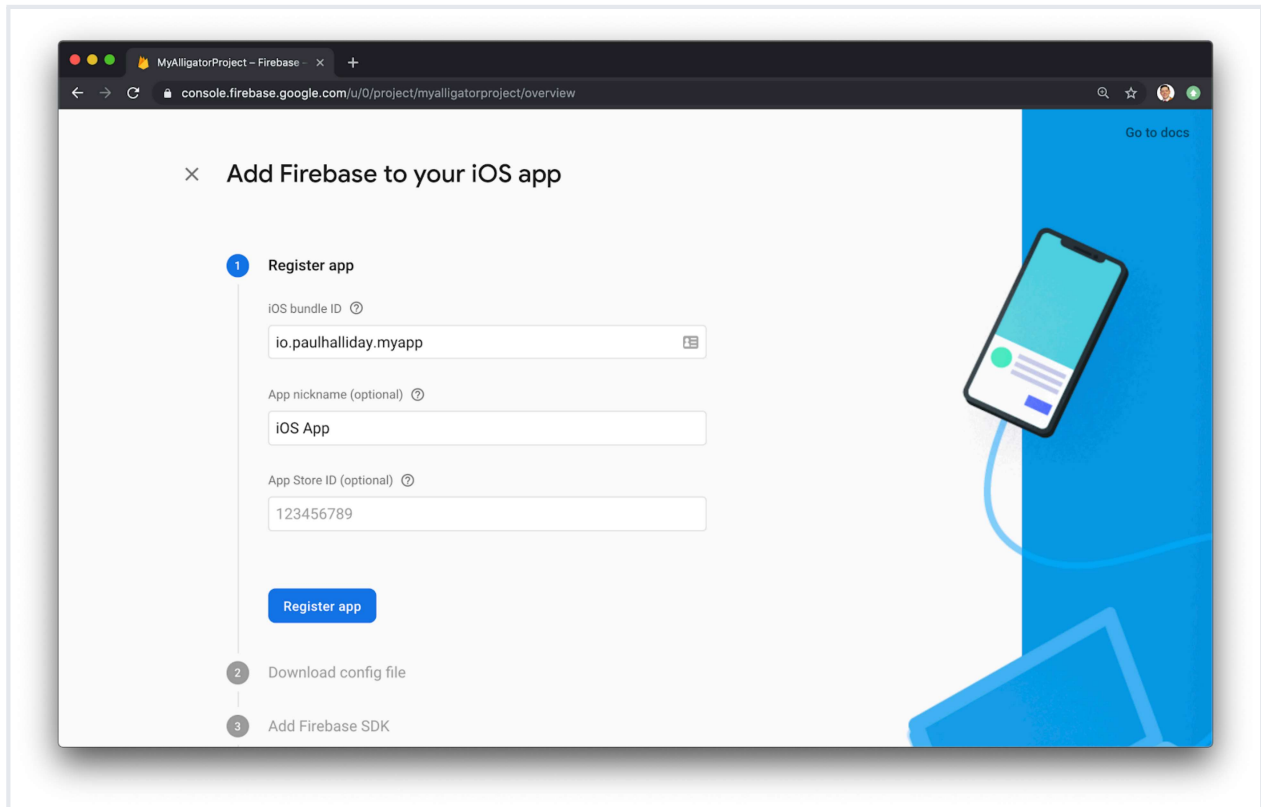 MyAlligatorProject – Firebase –
console.firebase.google.com/u/0/project/myalligatorproject/overview
Go to docs
Add Firebase to your iOS app
1 Register app
iOS bundle ID
io.paulhalliday.myapp
App nickname (optional)
iOS App
App Store ID (optional)
123456789
Register app
2 Download config file
3 Add Firebase SDK